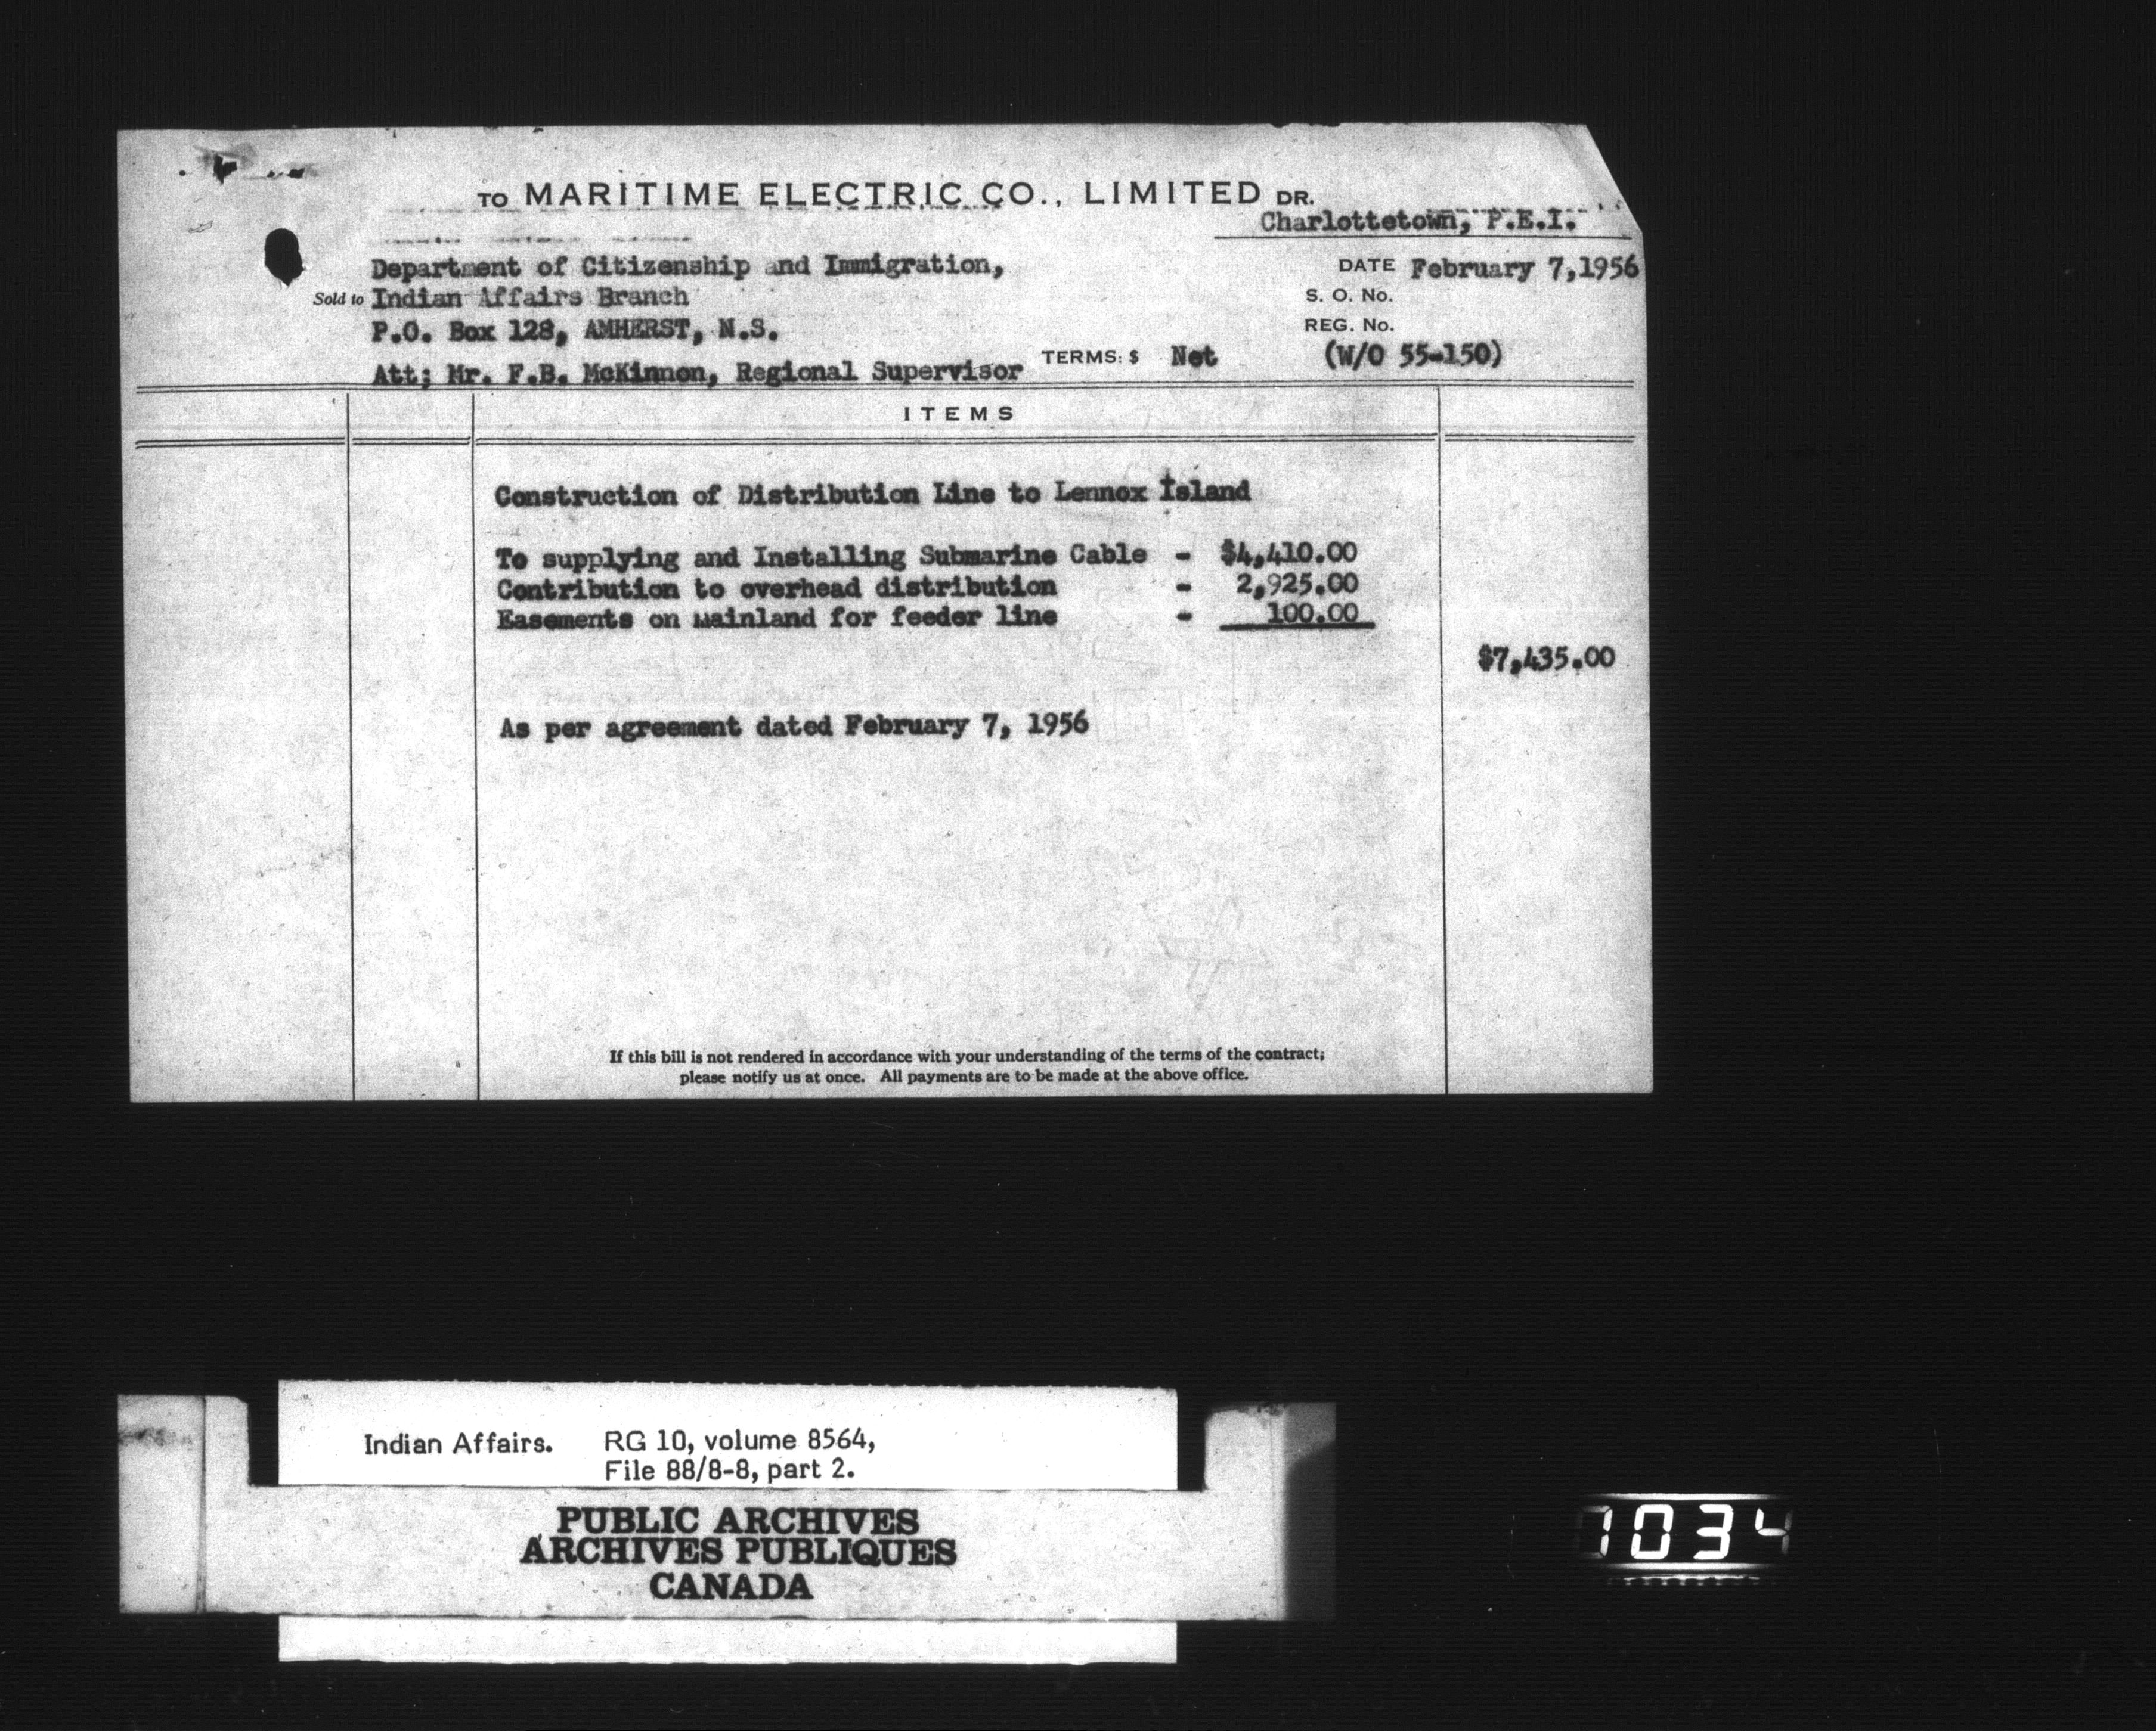 TO MARITIME ELECTRIC CO., LIMITED DR.
Charlottetown, P.E.I.
Department of Citizenship and Immigration,
DATE February 7, 1956
Sold to Indian Affairs Branch
S. O. No.
P.O. Box 128, AMHERST, N.S.
REG. No.
Att; Mr. F.B. McKinnon, Regional Supervisor TERMS: $ Net (W/O 55-150)
ITEMS
Construction of Distribution Line to Lennox Island
To supplying and Installing Submarine Cable - $4,410.00
Contribution to overhead distribution - 2,925.00
Easements on mainland for feeder line - 100.00
$7,435.00
As per agreement dated February 7, 1956
If this bill is not rendered in accordance with your understanding of the terms of the contract;
please notify us at once. All payments are to be made at the above office.
Indian Affairs. RG 10, volume 8564,
File 88/8-8, part 2.
PUBLIC ARCHIVES
ARCHIVES PUBLIQUES
CANADA
1034